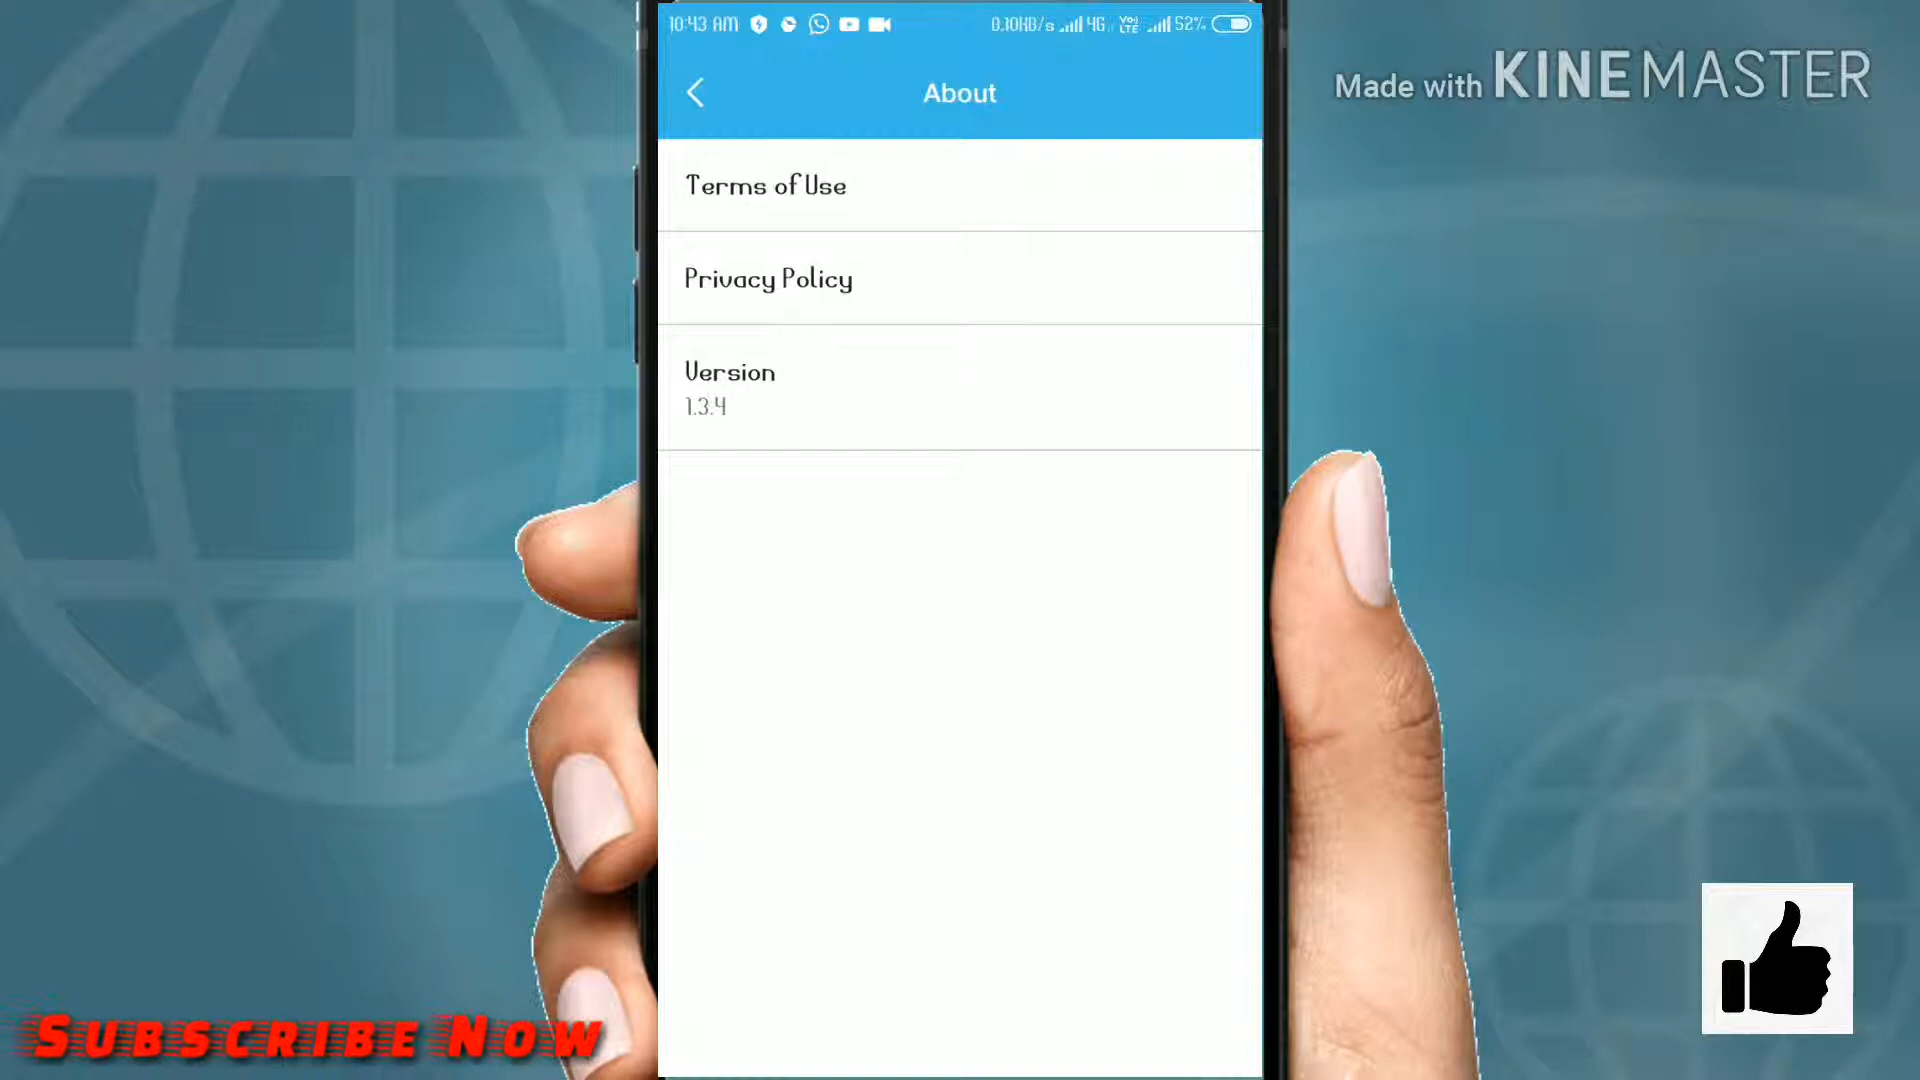 10:43 AM 0.10KB/s 4G VoLTE 52%
Made with KINEMASTER
About
Terms of Use
Privacy Policy
Version
1.3.4
SUBSCRIBE NOW